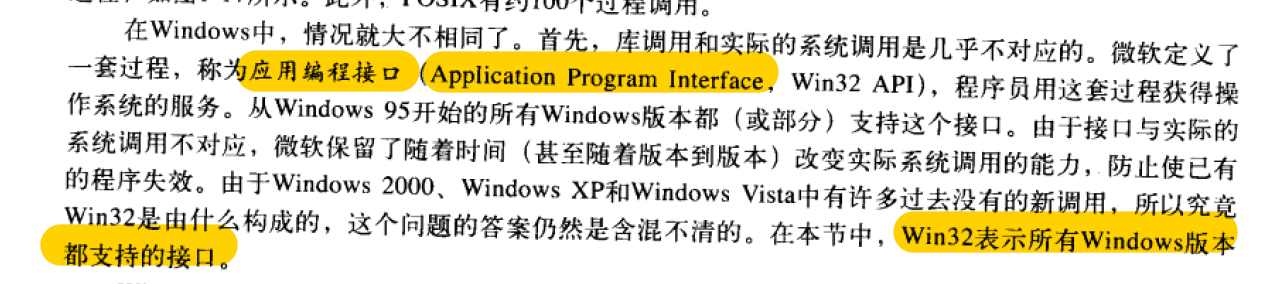 在Windows中，情况就大不相同了。首先，库调用和实际的系统调用是几乎不对应的。微软定义了
一套过程，称为应用编程接口（Application Program Interface，Win32 API），程序员用这套过程获得操
作系统的服务。从Windows 95开始的所有Windows版本都（或部分）支持这个接口。由于接口与实际的
系统调用不对应，微软保留了随着时间（甚至随着版本到版本）改变实际系统调用的能力，防止使已有
的程序失效。由于Windows 2000、Windows XP和Windows Vista中有许多过去没有的新调用，所以究竟
Win32是由什么构成的，这个问题的答案仍然是含混不清的。在本节中，Win32表示所有Windows版本
都支持的接口。